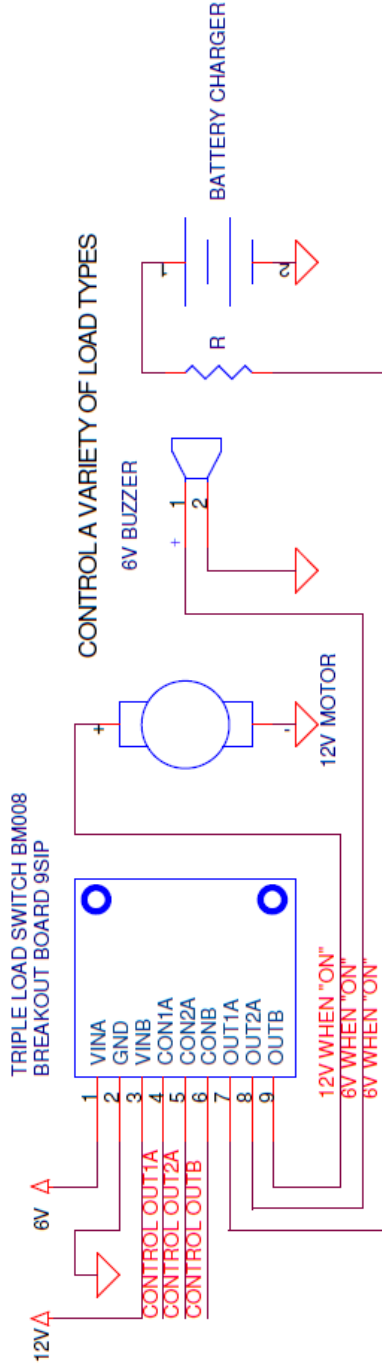 TRIPLE LOAD SWITCH BM008
BREAKOUT BOARD 9SIP
CONTROL A VARIETY OF LOAD TYPES
12V
6V
1 VINA
2 GND
3 VINB
4 CON1A
5 CON2A
6 CONB
7 OUT1A
8 OUT2A
9 OUTB
CONTROL OUT1A
CONTROL OUT2A
CONTROL OUTB
12V WHEN "ON"
6V WHEN "ON"
6V WHEN "ON"
+
-
12V MOTOR
6V BUZZER
+
1
2
R
1
2
BATTERY CHARGER